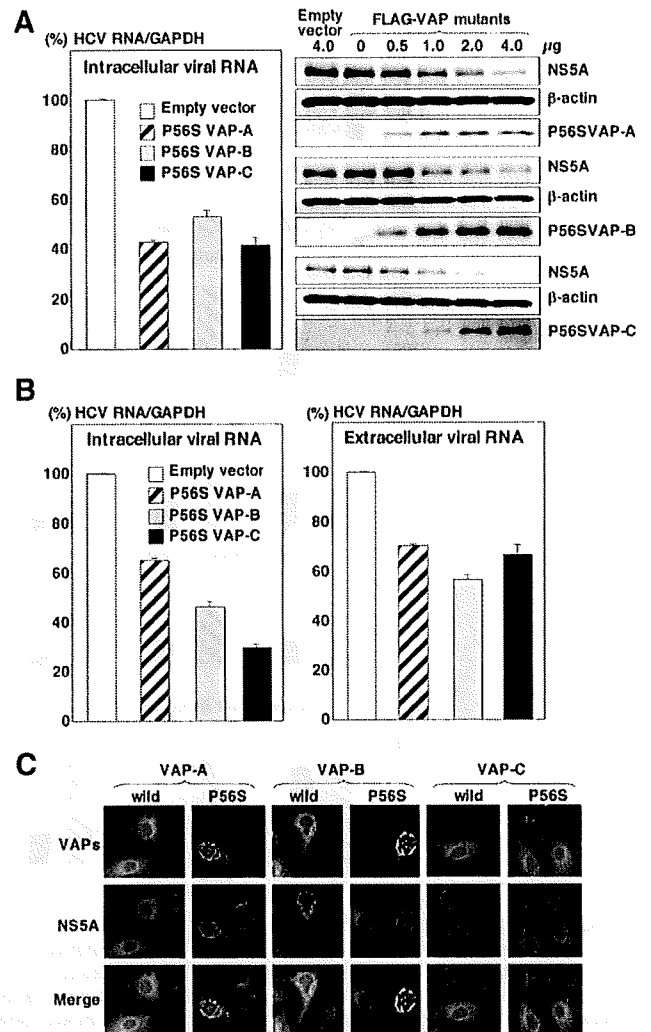 A
(%) HCV RNA/GAPDH
Intracellular viral RNA
100
80
60
40
20
0
Empty vector
P56S VAP-A
P56S VAP-B
P56S VAP-C
Empty vector
FLAG-VAP mutants
4.0 0 0.5 1.0 2.0 4.0 µg
NS5A
β-actin
P56SVAP-A
NS5A
β-actin
P56SVAP-B
NS5A
β-actin
P56SVAP-C
B
(%) HCV RNA/GAPDH
Intracellular viral RNA
100
80
60
40
20
0
Empty vector
P56S VAP-A
P56S VAP-B
P56S VAP-C
(%) HCV RNA/GAPDH
Extracellular viral RNA
100
80
60
40
20
0
C
VAP-A VAP-B VAP-C
wild P56S wild P56S wild P56S
VAPs
NS5A
Merge